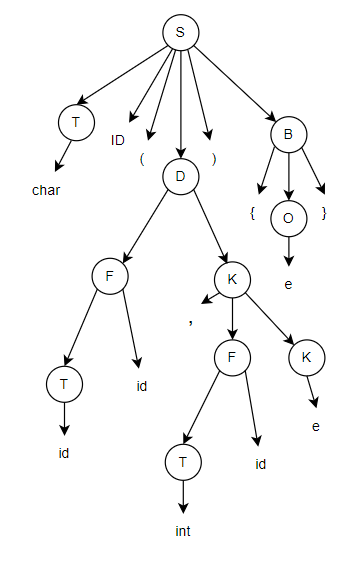 S
T
ID
(
)
B
char
D
{
O
}
F
K
e
,
T
id
F
K
id
e
T
id
int